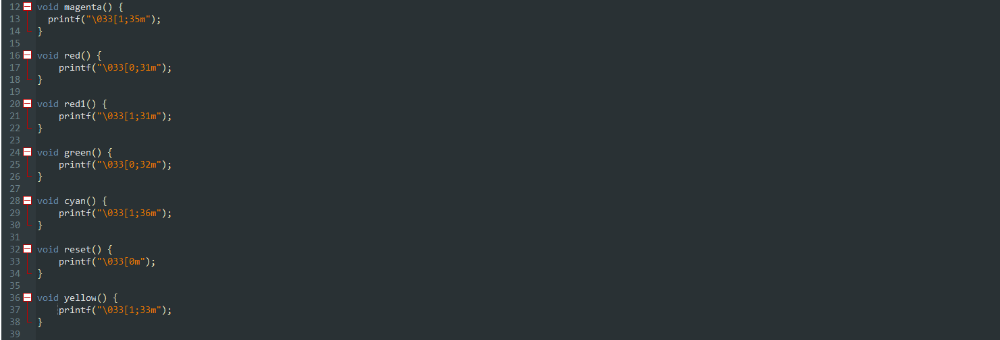 12 void magenta() {
13   printf("\033[1;35m");
14 }
15
16 void red() {
17     printf("\033[0;31m");
18 }
19
20 void red1() {
21     printf("\033[1;31m");
22 }
23
24 void green() {
25     printf("\033[0;32m");
26 }
27
28 void cyan() {
29     printf("\033[1;36m");
30 }
31
32 void reset() {
33     printf("\033[0m");
34 }
35
36 void yellow() {
37     printf("\033[1;33m");
38 }
39